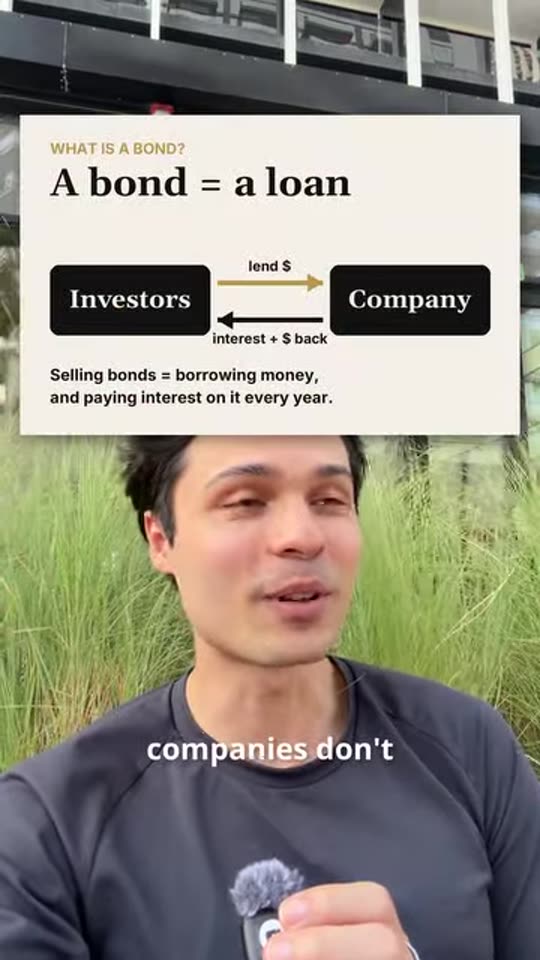 WHAT IS A BOND?
A bond = a loan
lend $
Investors
Company
interest + $ back
Selling bonds = borrowing money,
and paying interest on it every year.
companies don't